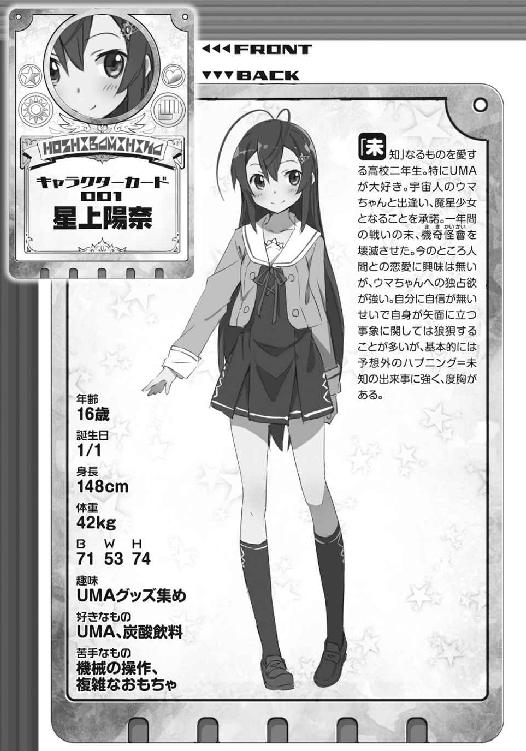 ◀◀◀FRONT
▼▼▼BACK
HOSHIGAMIHINA
キャラクターカード
001
星上陽奈
「未知」なるものを愛す
る高校二年生。特にUMA
が大好き。宇宙人のウマ
ちゃんと出逢い、魔星少女
となることを承諾。一年間
の戦いの末、機奇怪械を
壊滅させた。今のところ人
間との恋愛に興味は無い
が、ウマちゃんへの独占欲
が強い。自分に自信が無い
せいで自身が矢面に立つ
事象に関しては狼狽する
ことが多いが、基本的には
予想外のハプニング=未
知の出来事に強く、度胸が
ある。
年齢
16歳
誕生日
1/1
身長
148cm
体重
42kg
B W H
71 53 74
趣味
UMAグッズ集め
好きなもの
UMA、炭酸飲料
苦手なもの
機械の操作、
複雑なおもちゃ